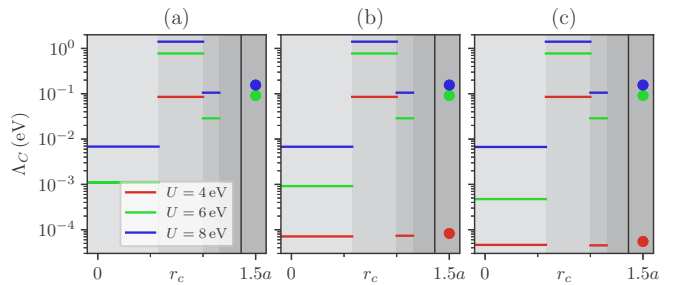 (a) (b) (c)
Λ_C (eV)
10^0
10^−1
10^−2
10^−3
10^−4
U = 4 eV
U = 6 eV
U = 8 eV
0 r_c 1.5a 0 r_c 1.5a 0 r_c 1.5a